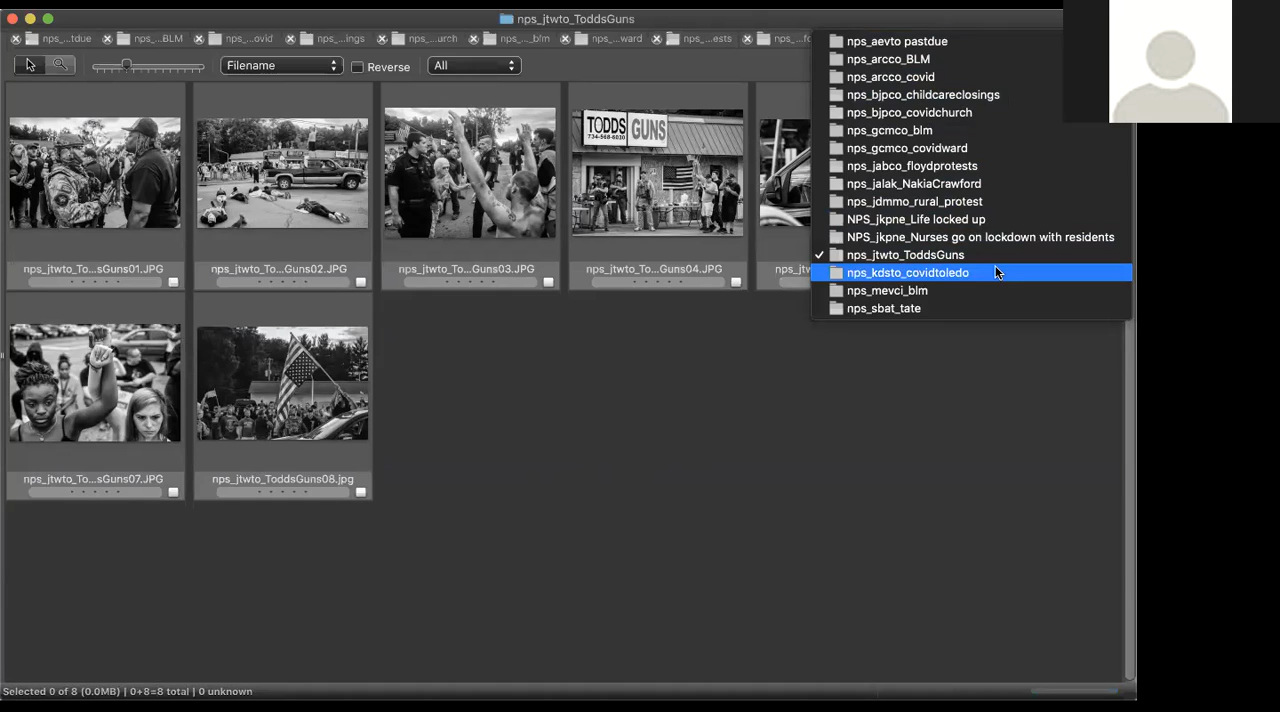 nps_jtwto_ToddsGuns
nps_...tdue
nps_...BLM
nps_...ovid
nps_...ings
nps_...urch
nps_..._blm
nps_...ward
nps_...ests
Filename
Reverse
All
nps_aevto pastdue
nps_arcco_BLM
nps_arcco_covid
nps_bjpco_childcareclosings
nps_bjpco_covidchurch
nps_gcmco_blm
nps_gcmco_covidward
nps_jabco_floydprotests
nps_jalak_NakiaCrawford
nps_jdmmo_rural_protest
NPS_jkpne_Life locked up
NPS_jkpne_Nurses go on lockdown with residents
nps_jtwto_ToddsGuns
nps_kdsto_covidtoledo
nps_mevci_blm
nps_sbat_tate
TODDS GUNS
734-568-6030
nps_jtwto_To...sGuns01.JPG
nps_jtwto_To...Guns02.JPG
nps_jtwto_To...Guns03.JPG
nps_jtwto_To...Guns04.JPG
nps_jtwto_To...sGuns07.JPG
nps_jtwto_ToddsGuns08.jpg
Selected 0 of 8 (0.0MB) | 0+8=8 total | 0 unknown